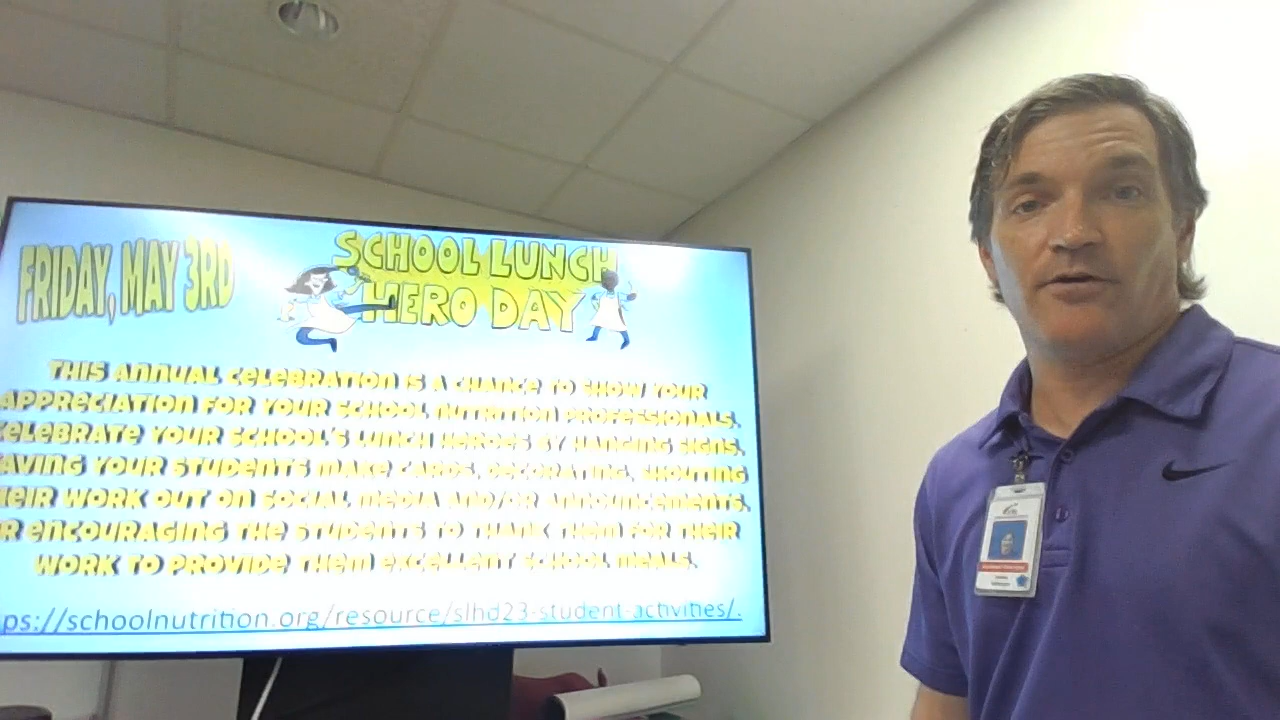 FRIDAY, MAY 3RD
SCHOOL LUNCH
HERO DAY
THIS ANNUAL CELEBRATION IS A CHANCE TO SHOW YOUR
APPRECIATION FOR YOUR SCHOOL NUTRITION PROFESSIONALS.
CELEBRATE YOUR SCHOOL'S LUNCH HEROES BY HANGING SIGNS,
AVING YOUR STUDENTS MAKE CARDS, DECORATING, SHOUTING
HEIR WORK OUT ON SOCIAL MEDIA AND/OR ANNOUNCEMENTS,
R ENCOURAGING THE STUDENTS TO THANK THEM FOR THEIR
WORK TO PROVIDE THEM EXCELLENT SCHOOL MEALS.
ps://schoolnutrition.org/resource/slhd23-student-activities/.